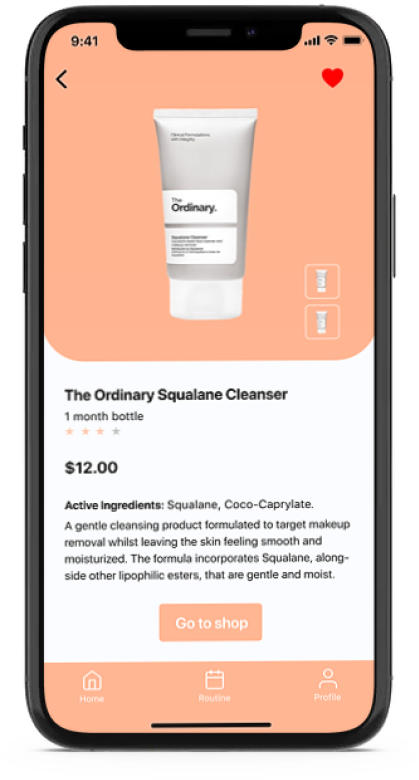 9:41
Clinical Formulations
with Integrity.
The
Ordinary.
Squalane Cleanser
The Ordinary Squalane Cleanser
1 month bottle
$12.00
Active Ingredients: Squalane, Coco-Caprylate.
A gentle cleansing product formulated to target makeup
removal whilst leaving the skin feeling smooth and
moisturized. The formula incorporates Squalane, along-
side other lipophilic esters, that are gentle and moist.
Go to shop
Home
Routine
Profile